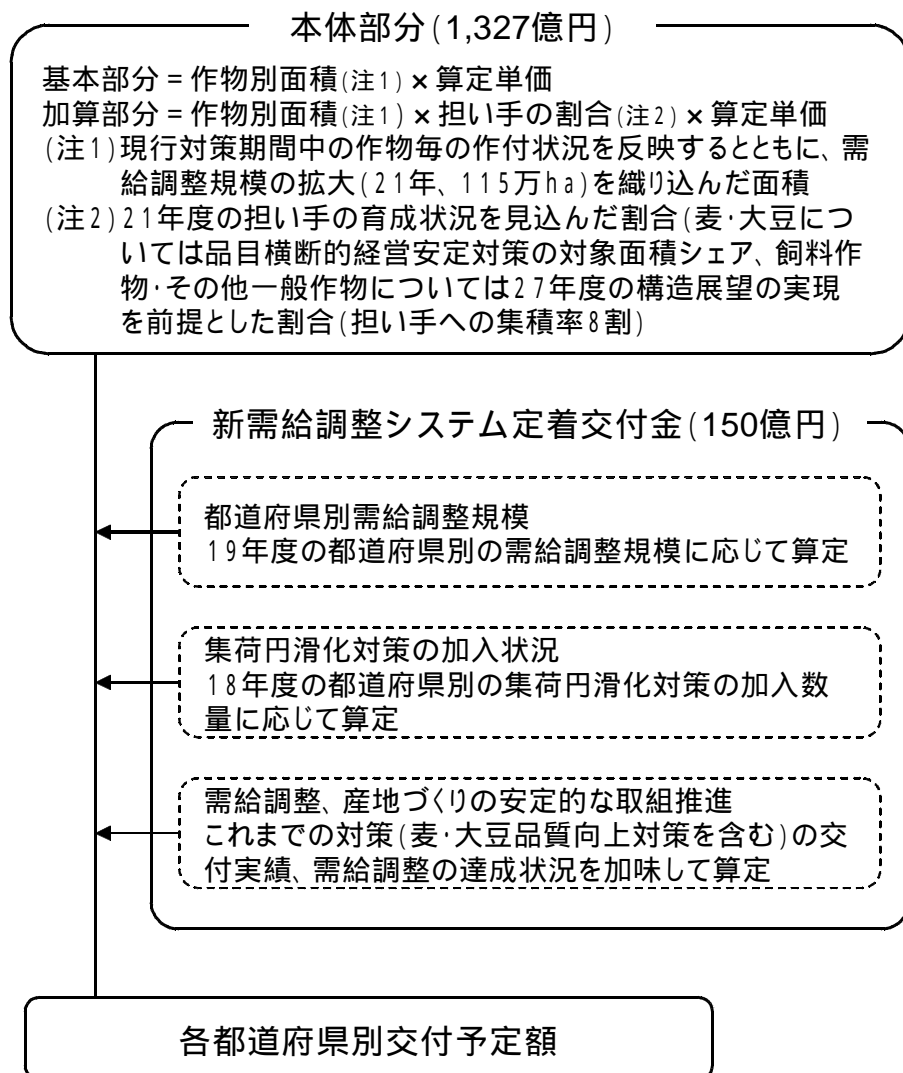 本体部分(1,327億円)
基本部分=作物別面積(注1)×算定単価
加算部分=作物別面積(注1)×担い手の割合(注2)×算定単価
(注1)現行対策期間中の作物毎の作付状況を反映するとともに、需
給調整規模の拡大(21年、115万ha)を織り込んだ面積
(注2)21年度の担い手の育成状況を見込んだ割合(麦・大豆につ
いては品目横断的経営安定対策の対象面積シェア、飼料作
物・その他一般作物については27年度の構造展望の実現
を前提とした割合(担い手への集積率8割)
新需給調整システム定着交付金(150億円)
都道府県別需給調整規模
19年度の都道府県別の需給調整規模に応じて算定
集荷円滑化対策の加入状況
18年度の都道府県別の集荷円滑化対策の加入数
量に応じて算定
需給調整、産地づくりの安定的な取組推進
これまでの対策(麦・大豆品質向上対策を含む)の交
付実績、需給調整の達成状況を加味して算定
各都道府県別交付予定額